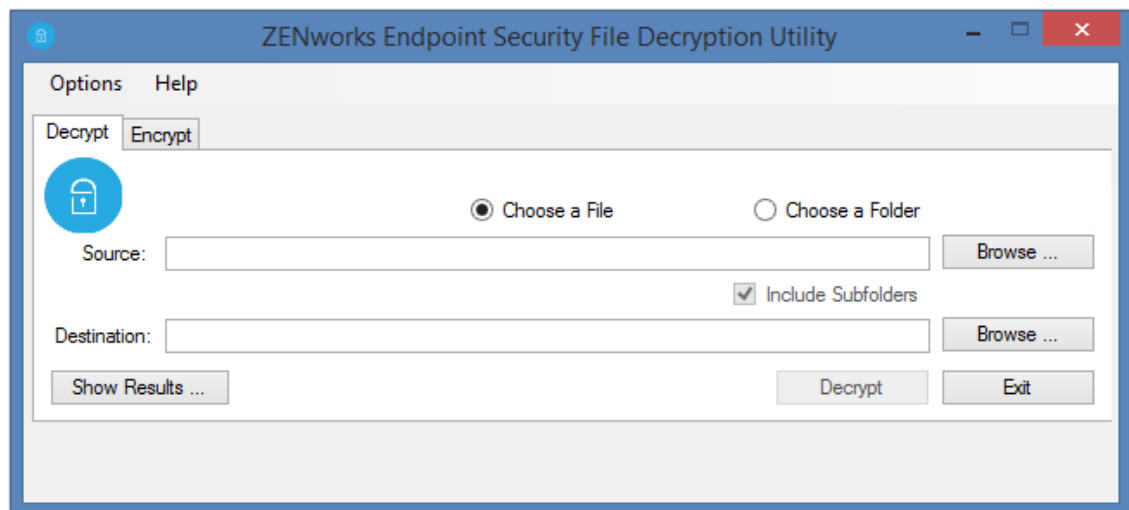 ZENworks Endpoint Security File Decryption Utility
Options Help
Decrypt Encrypt
Choose a File Choose a Folder
Source: Browse ...
Include Subfolders
Destination: Browse ...
Show Results ... Decrypt Exit